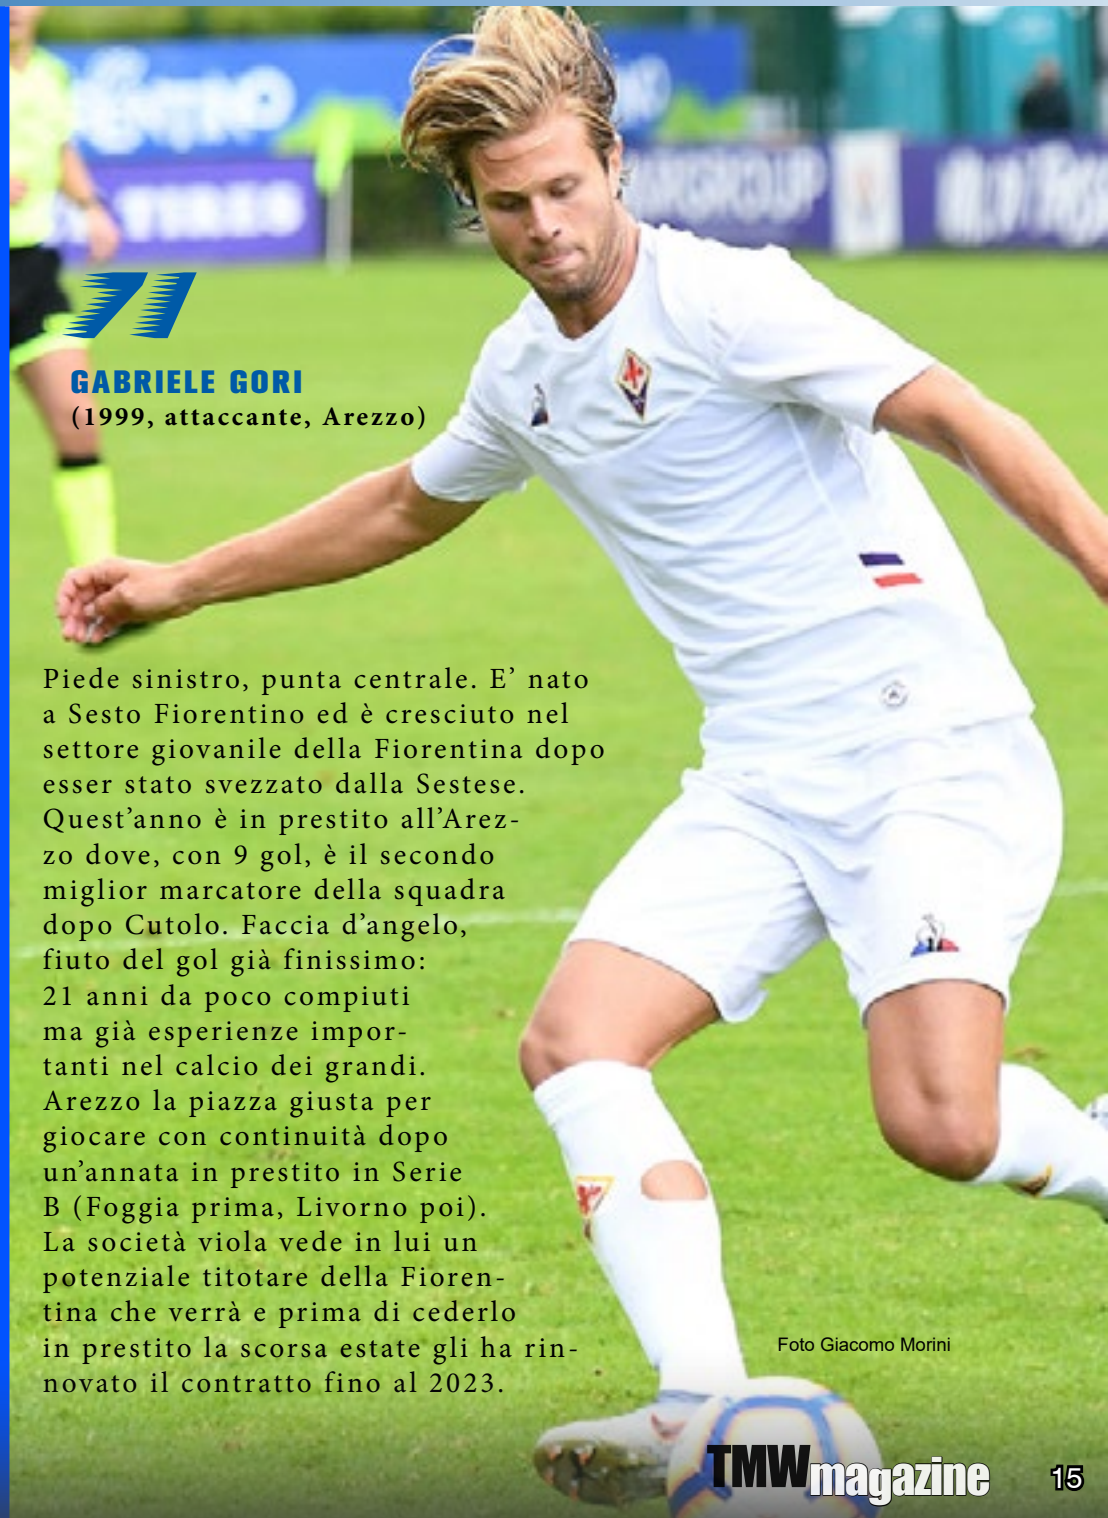 71
GABRIELE GORI
(1999, attaccante, Arezzo)
Piede sinistro, punta centrale. E’ nato
a Sesto Fiorentino ed è cresciuto nel
settore giovanile della Fiorentina dopo
esser stato svezzato dalla Sestese.
Quest’anno è in prestito all’Arez-
zo dove, con 9 gol, è il secondo
miglior marcatore della squadra
dopo Cutolo. Faccia d’angelo,
fiuto del gol già finissimo:
21 anni da poco compiuti
ma già esperienze impor-
tanti nel calcio dei grandi.
Arezzo la piazza giusta per
giocare con continuità dopo
un’annata in prestito in Serie
B (Foggia prima, Livorno poi).
La società viola vede in lui un
potenziale titotare della Fioren-
tina che verrà e prima di cederlo
in prestito la scorsa estate gli ha rin-
novato il contratto fino al 2023.
Foto Giacomo Morini
TMWmagazine
15